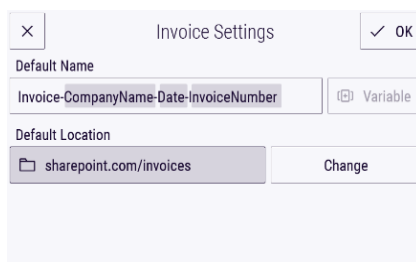 Invoice Settings
OK
Default Name
Invoice-CompanyName-Date-InvoiceNumber
Variable
Default Location
sharepoint.com/invoices
Change